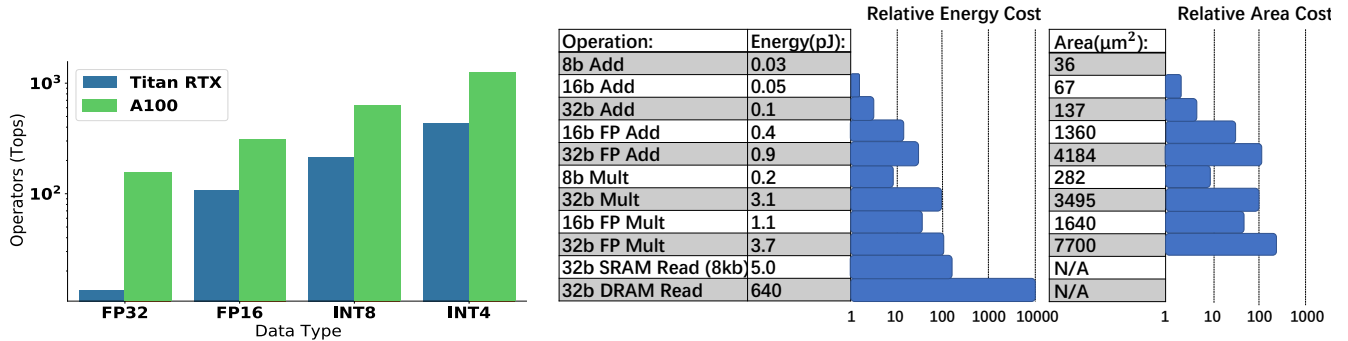 10³
10²
Operators (Tops)
Titan RTX
A100
FP32 FP16 INT8 INT4
Data Type
Relative Energy Cost
Operation: Energy(pJ):
8b Add 0.03
16b Add 0.05
32b Add 0.1
16b FP Add 0.4
32b FP Add 0.9
8b Mult 0.2
32b Mult 3.1
16b FP Mult 1.1
32b FP Mult 3.7
32b SRAM Read (8kb) 5.0
32b DRAM Read 640
1 10 100 1000 10000
Relative Area Cost
Area(μm²):
36
67
137
1360
4184
282
3495
1640
7700
N/A
N/A
1 10 100 1000